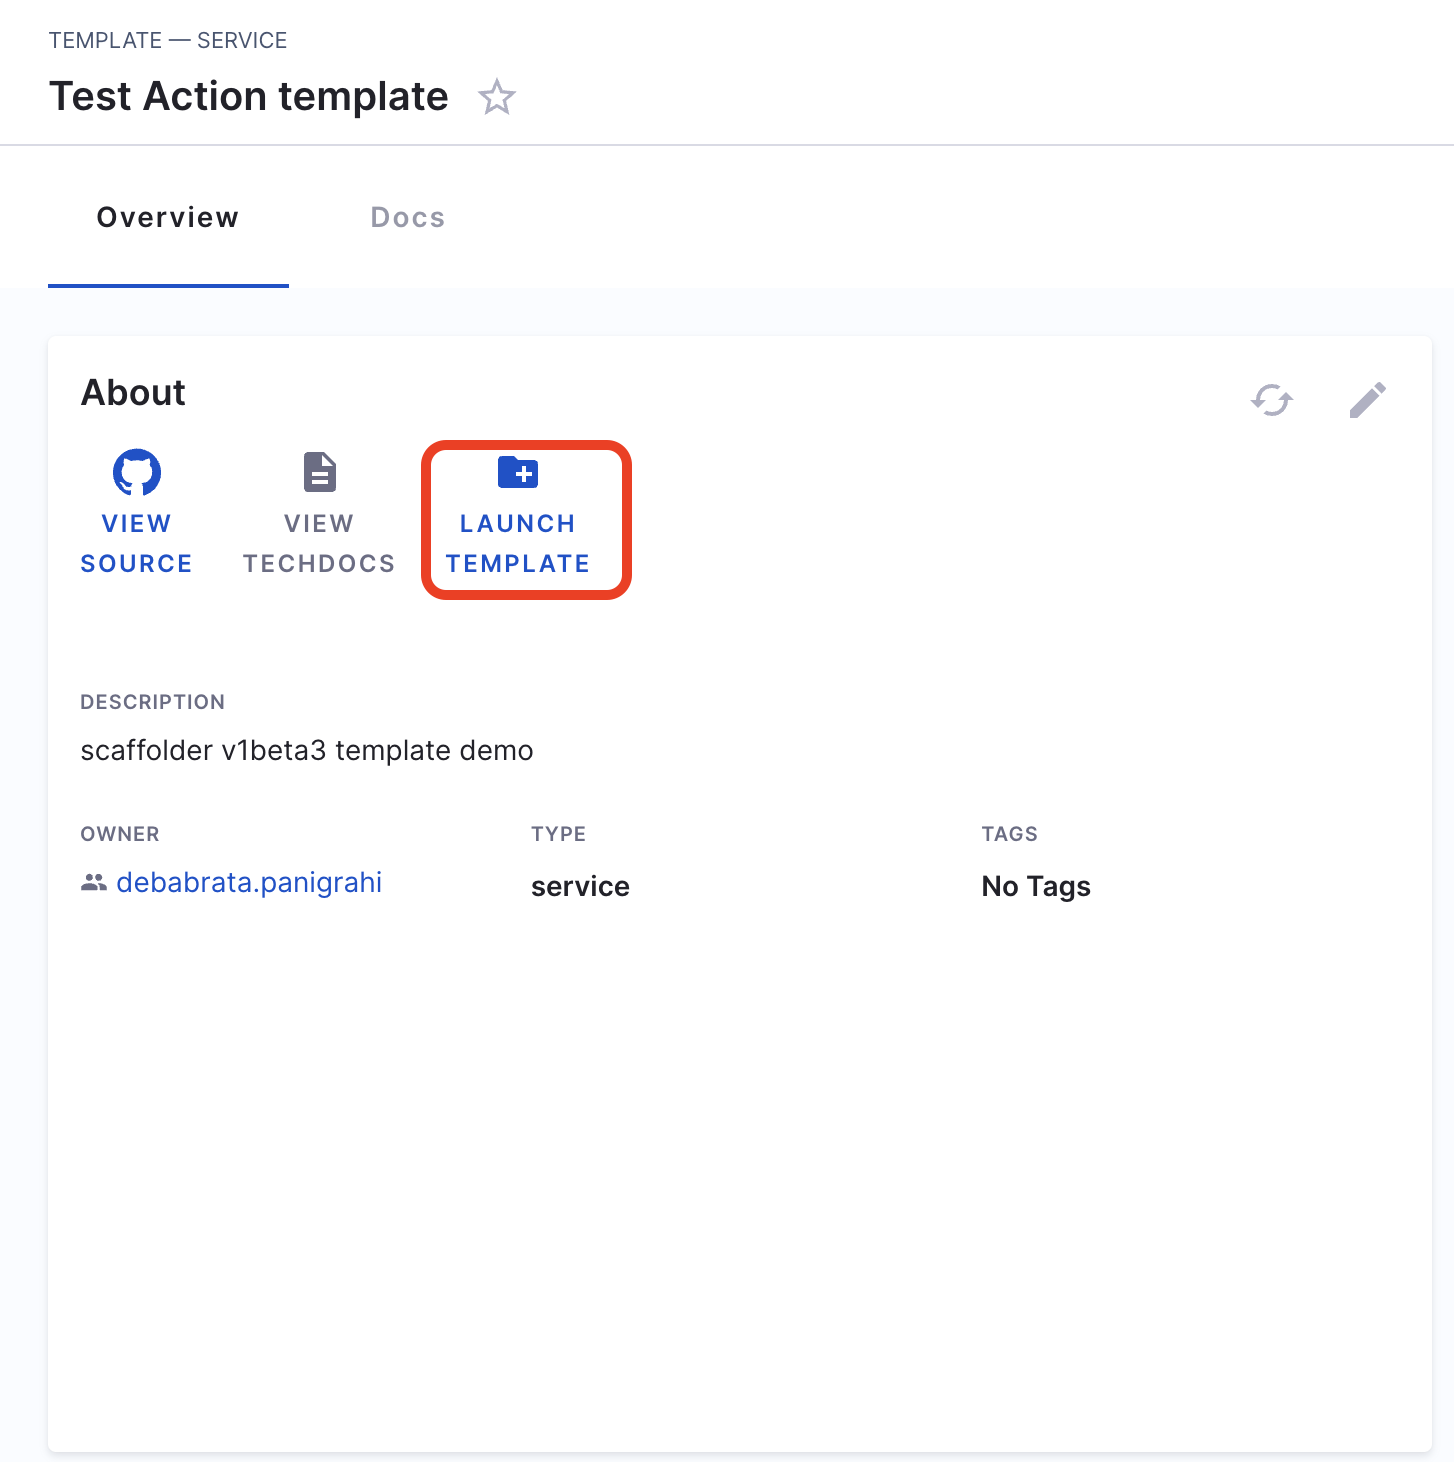 TEMPLATE — SERVICE
Test Action template
Overview
Docs
About
VIEW
SOURCE
VIEW
TECHDOCS
LAUNCH
TEMPLATE
DESCRIPTION
scaffolder v1beta3 template demo
OWNER
debabrata.panigrahi
TYPE
service
TAGS
No Tags